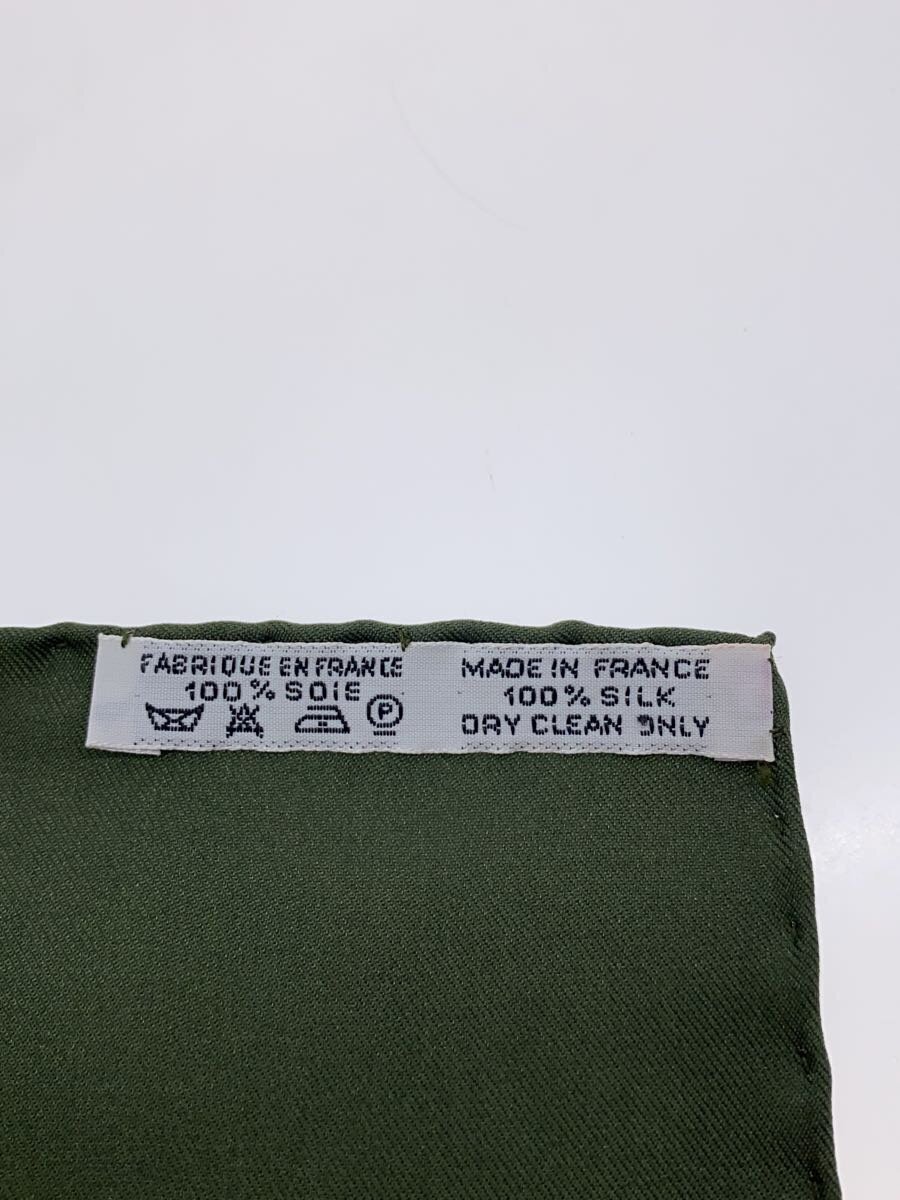 FABRIQUE EN FRANCE
100% SOIE
P
MADE IN FRANCE
100% SILK
DRY CLEAN ONLY